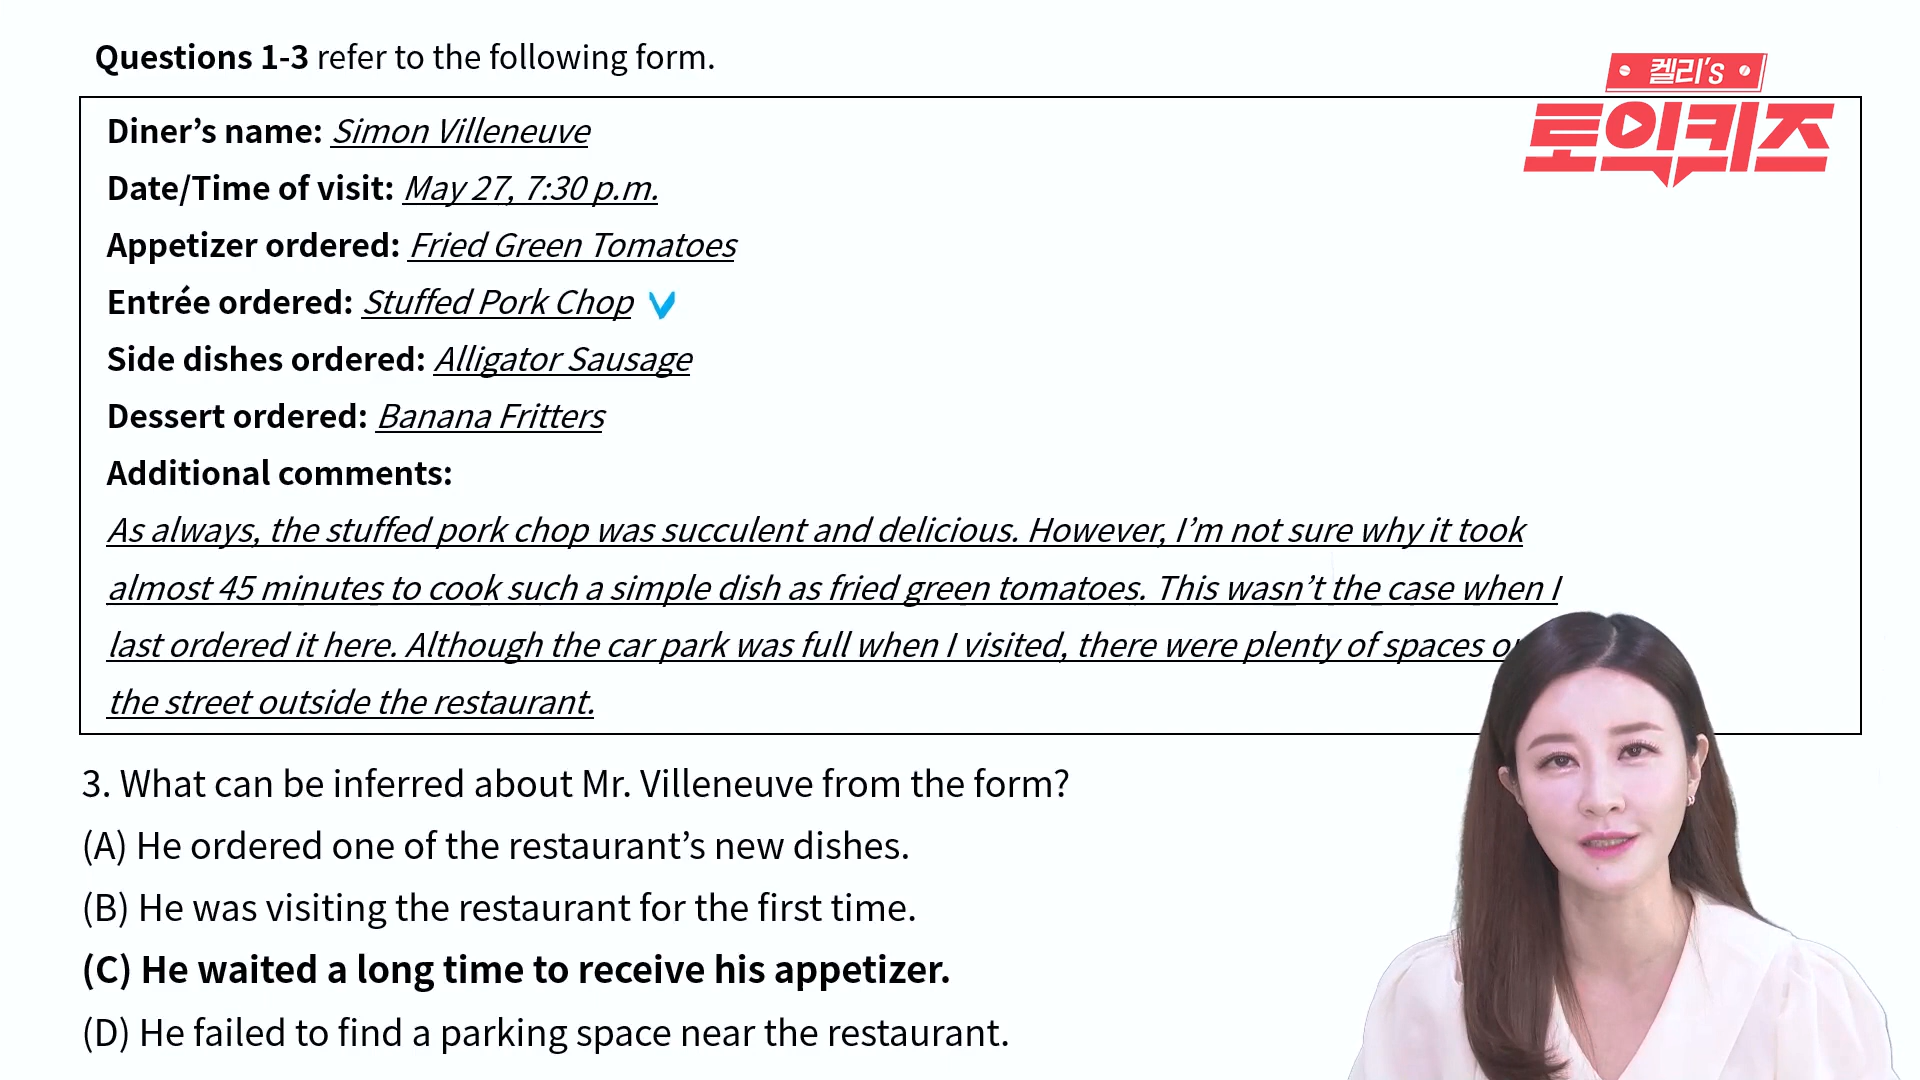 Questions 1-3 refer to the following form.
켈리's
토익키즈
Diner’s name: Simon Villeneuve
Date/Time of visit: May 27, 7:30 p.m.
Appetizer ordered: Fried Green Tomatoes
Entrée ordered: Stuffed Pork Chop
Side dishes ordered: Alligator Sausage
Dessert ordered: Banana Fritters
Additional comments:
As always, the stuffed pork chop was succulent and delicious. However, I’m not sure why it took
almost 45 minutes to cook such a simple dish as fried green tomatoes. This wasn’t the case when I
last ordered it here. Although the car park was full when I visited, there were plenty of spaces
the street outside the restaurant.
3. What can be inferred about Mr. Villeneuve from the form?
(A) He ordered one of the restaurant’s new dishes.
(B) He was visiting the restaurant for the first time.
(C) He waited a long time to receive his appetizer.
(D) He failed to find a parking space near the restaurant.